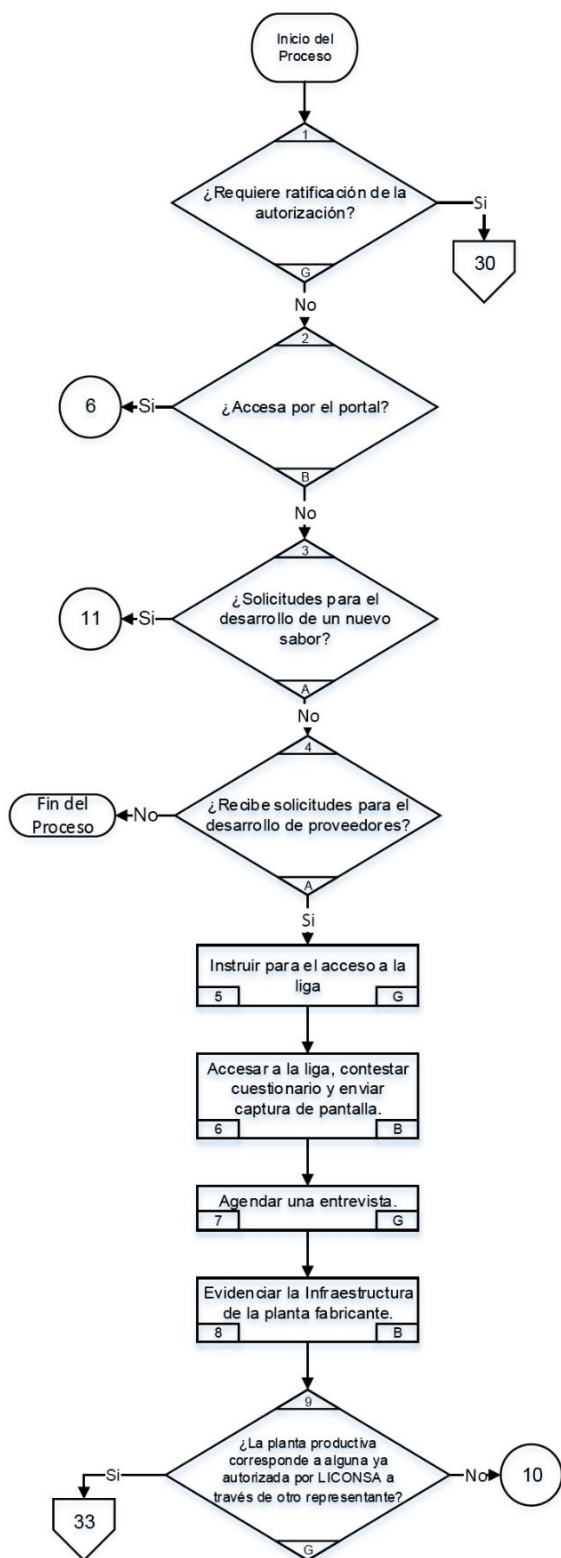 Inicio del
Proceso
1
¿Requiere ratificación de la
autorización?
G
Si
30
No
2
¿Accesa por el portal?
B
Si
6
No
3
¿Solicitudes para el
desarrollo de un nuevo
sabor?
A
Si
11
No
4
¿Recibe solicitudes para el
desarrollo de proveedores?
A
No
Fin del
Proceso
Si
Instruir para el acceso a la
liga
5
G
Accesar a la liga, contestar
cuestionario y enviar
captura de pantalla.
6
B
Agendar una entrevista.
7
G
Evidenciar la Infraestructura
de la planta fabricante.
8
B
9
¿La planta productiva
corresponde a alguna ya
autorizada por LICONSA a
través de otro representante?
G
Si
33
No
10